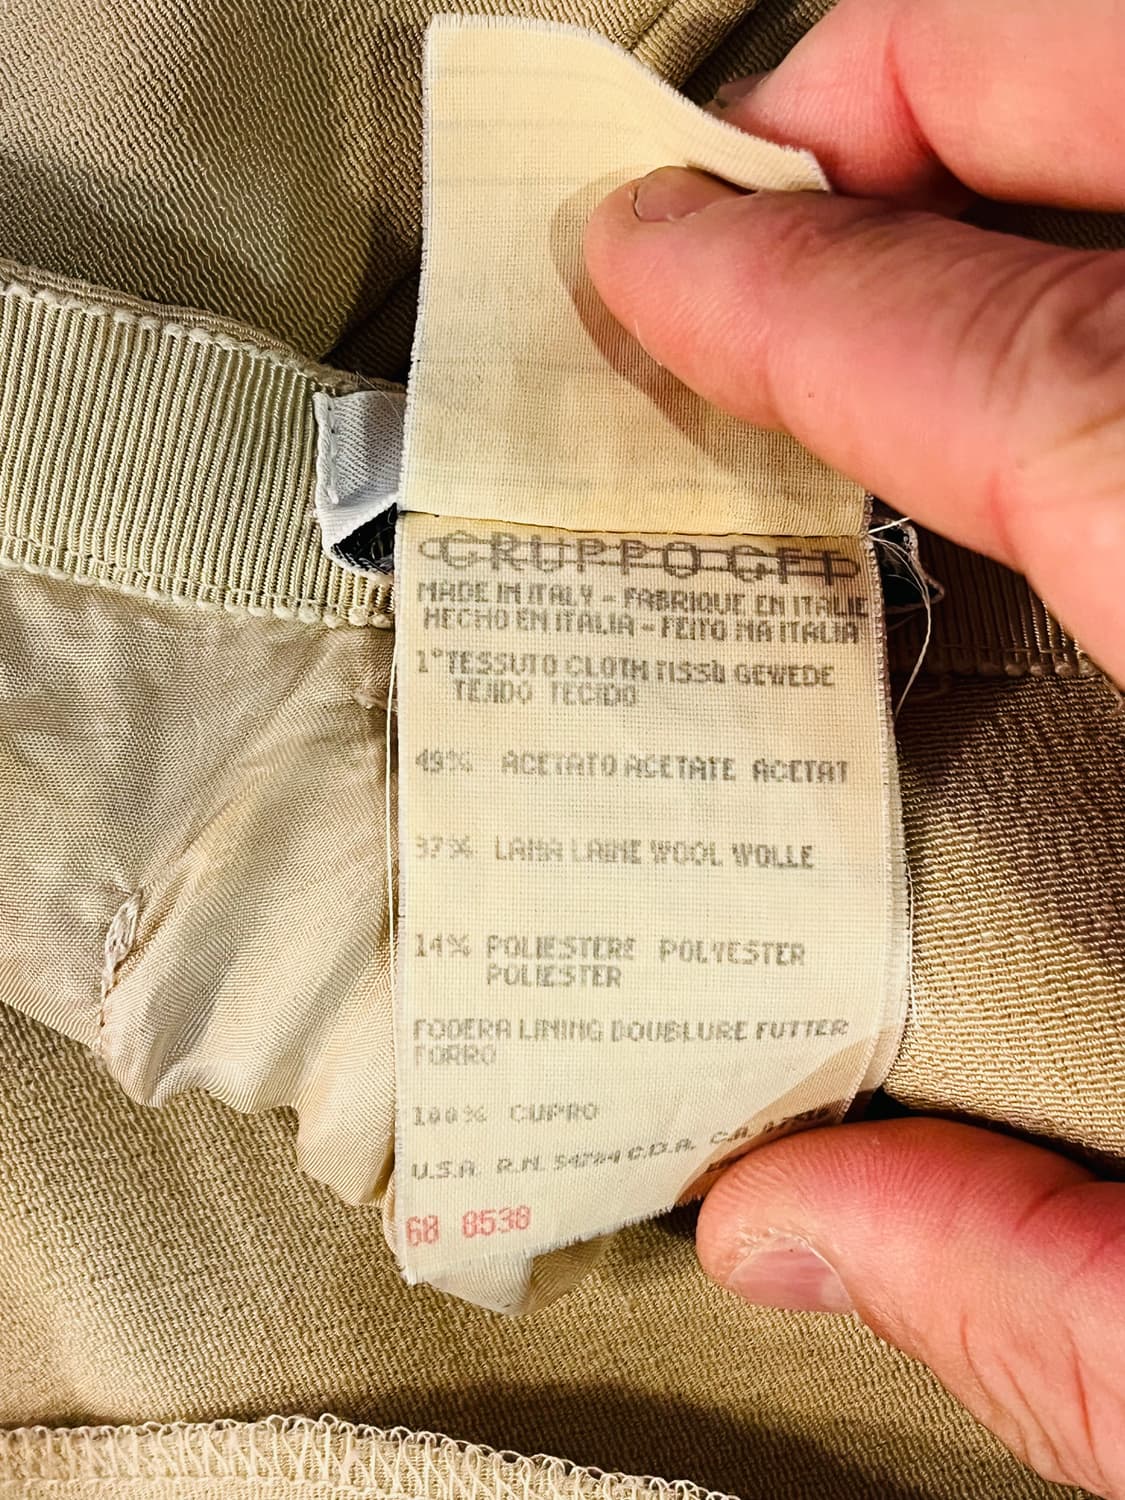 GRUPPO GFT
MADE IN ITALY - FABRIQUE EN ITALIE
HECHO EN ITALIA - FEITO NA ITALIA
1° TESSUTO CLOTH TISSU GEWEDE
TEJIDO TECIDO
49% ACETATO ACETATE ACETAT
37% LANA LAINE WOOL WOLLE
14% POLIESTERE POLYESTER
POLIESTER
FODERA LINING DOUBLURE FUTTER
FORRO
100% CUPRO
U.S.A. R.N. 54784 C.D.A. C.A.
68 8538